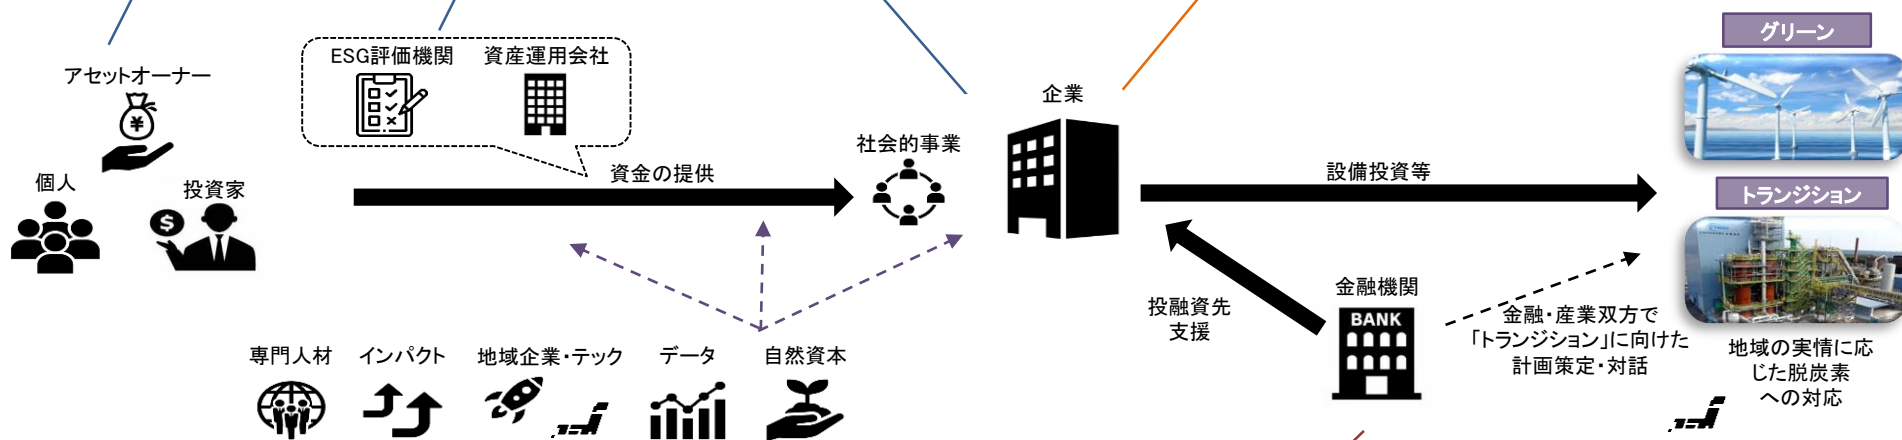 アセットオーナー
個人
投資家
ESG評価機関
資産運用会社
資金の提供
社会的事業
企業
設備投資等
グリーン
トランジション
投融資先
支援
金融機関
BANK
金融・産業双方で
「トランジション」に向けた
計画策定・対話
地域の実情に応
じた脱炭素
への対応
専門人材
インパクト
地域企業・テック
データ
自然資本